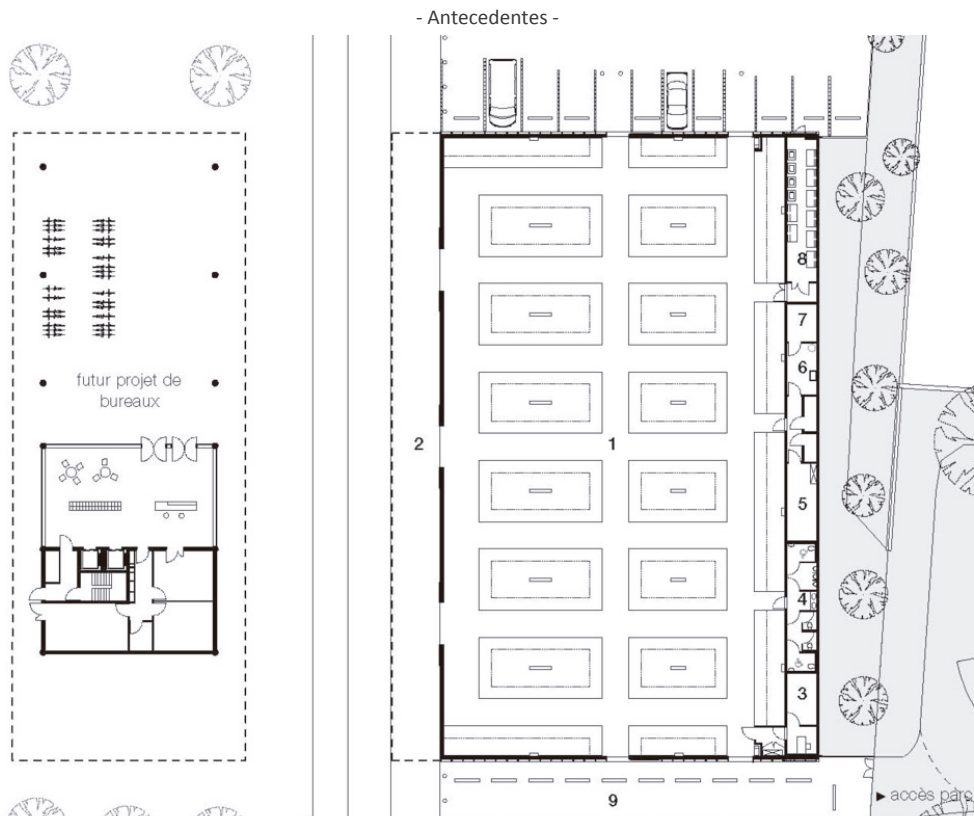 - Antecedentes -
8
7
6
futur projet de
bureaux
2
1
5
4
3
9
▸ accès parc